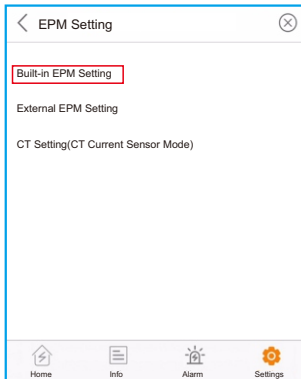 EPM Setting
Built-in EPM Setting
External EPM Setting
CT Setting(CT Current Sensor Mode)
Home Info Alarm Settings